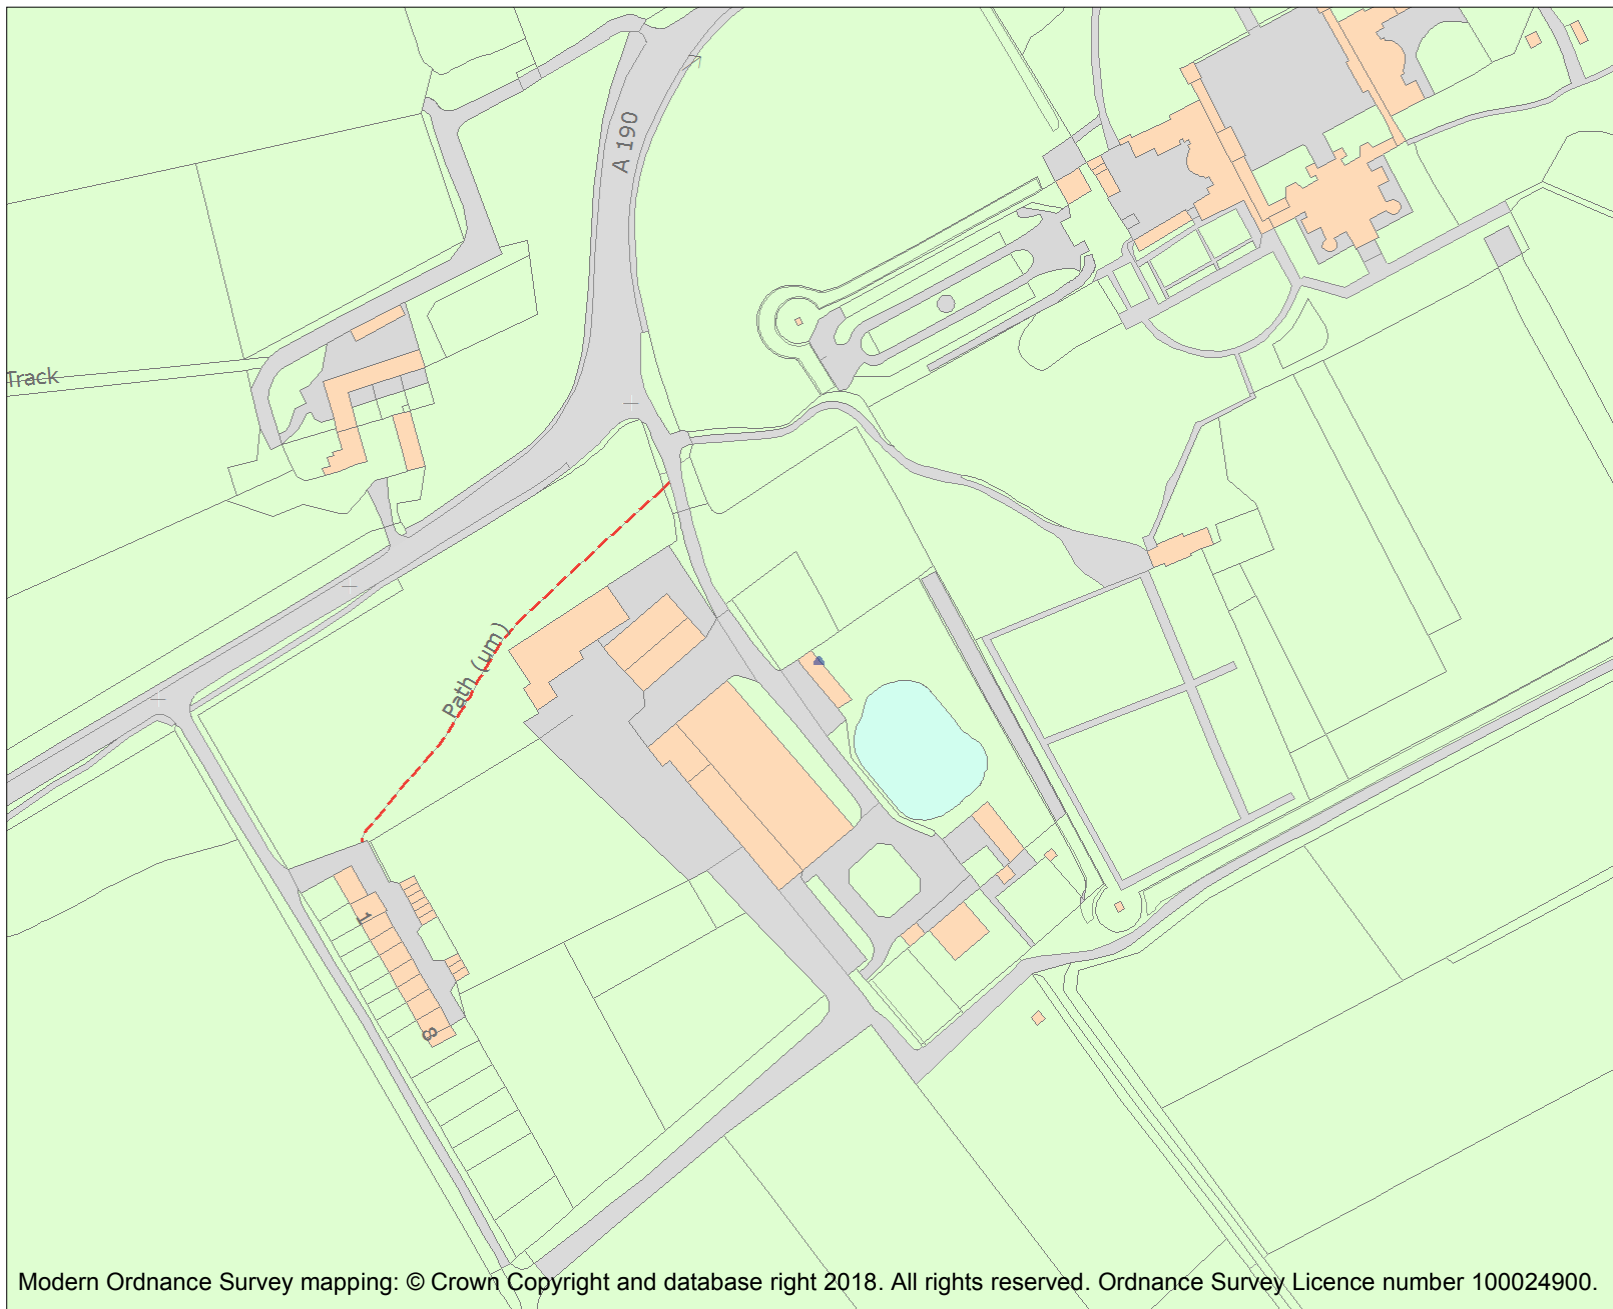 A 190
Track
Path (um)
1
8
Modern Ordnance Survey mapping: © Crown Copyright and database right 2018. All rights reserved. Ordnance Survey Licence number 100024900.